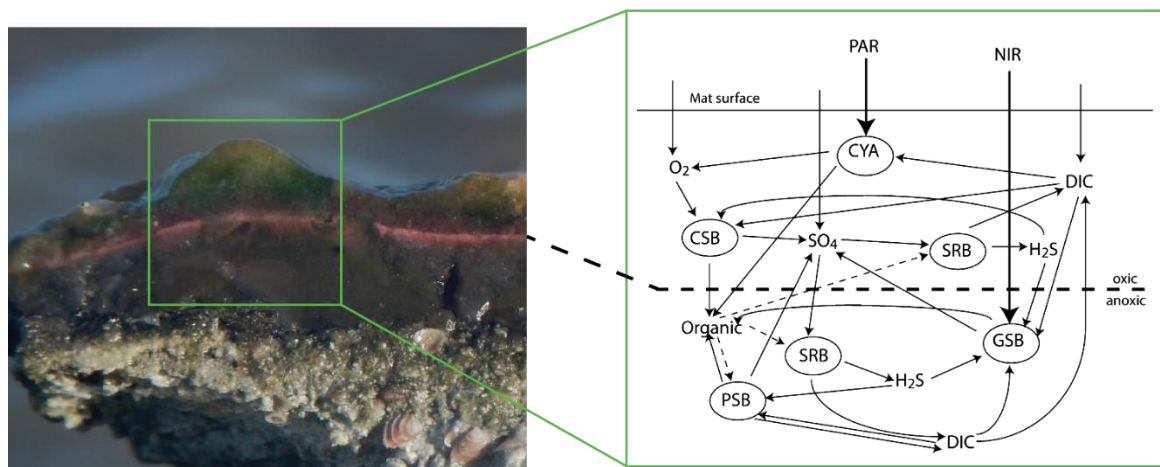 PAR
NIR
Mat surface
CYA
O₂
DIC
CSB
SO₄
SRB
H₂S
oxic
anoxic
Organic
SRB
GSB
H₂S
PSB
DIC